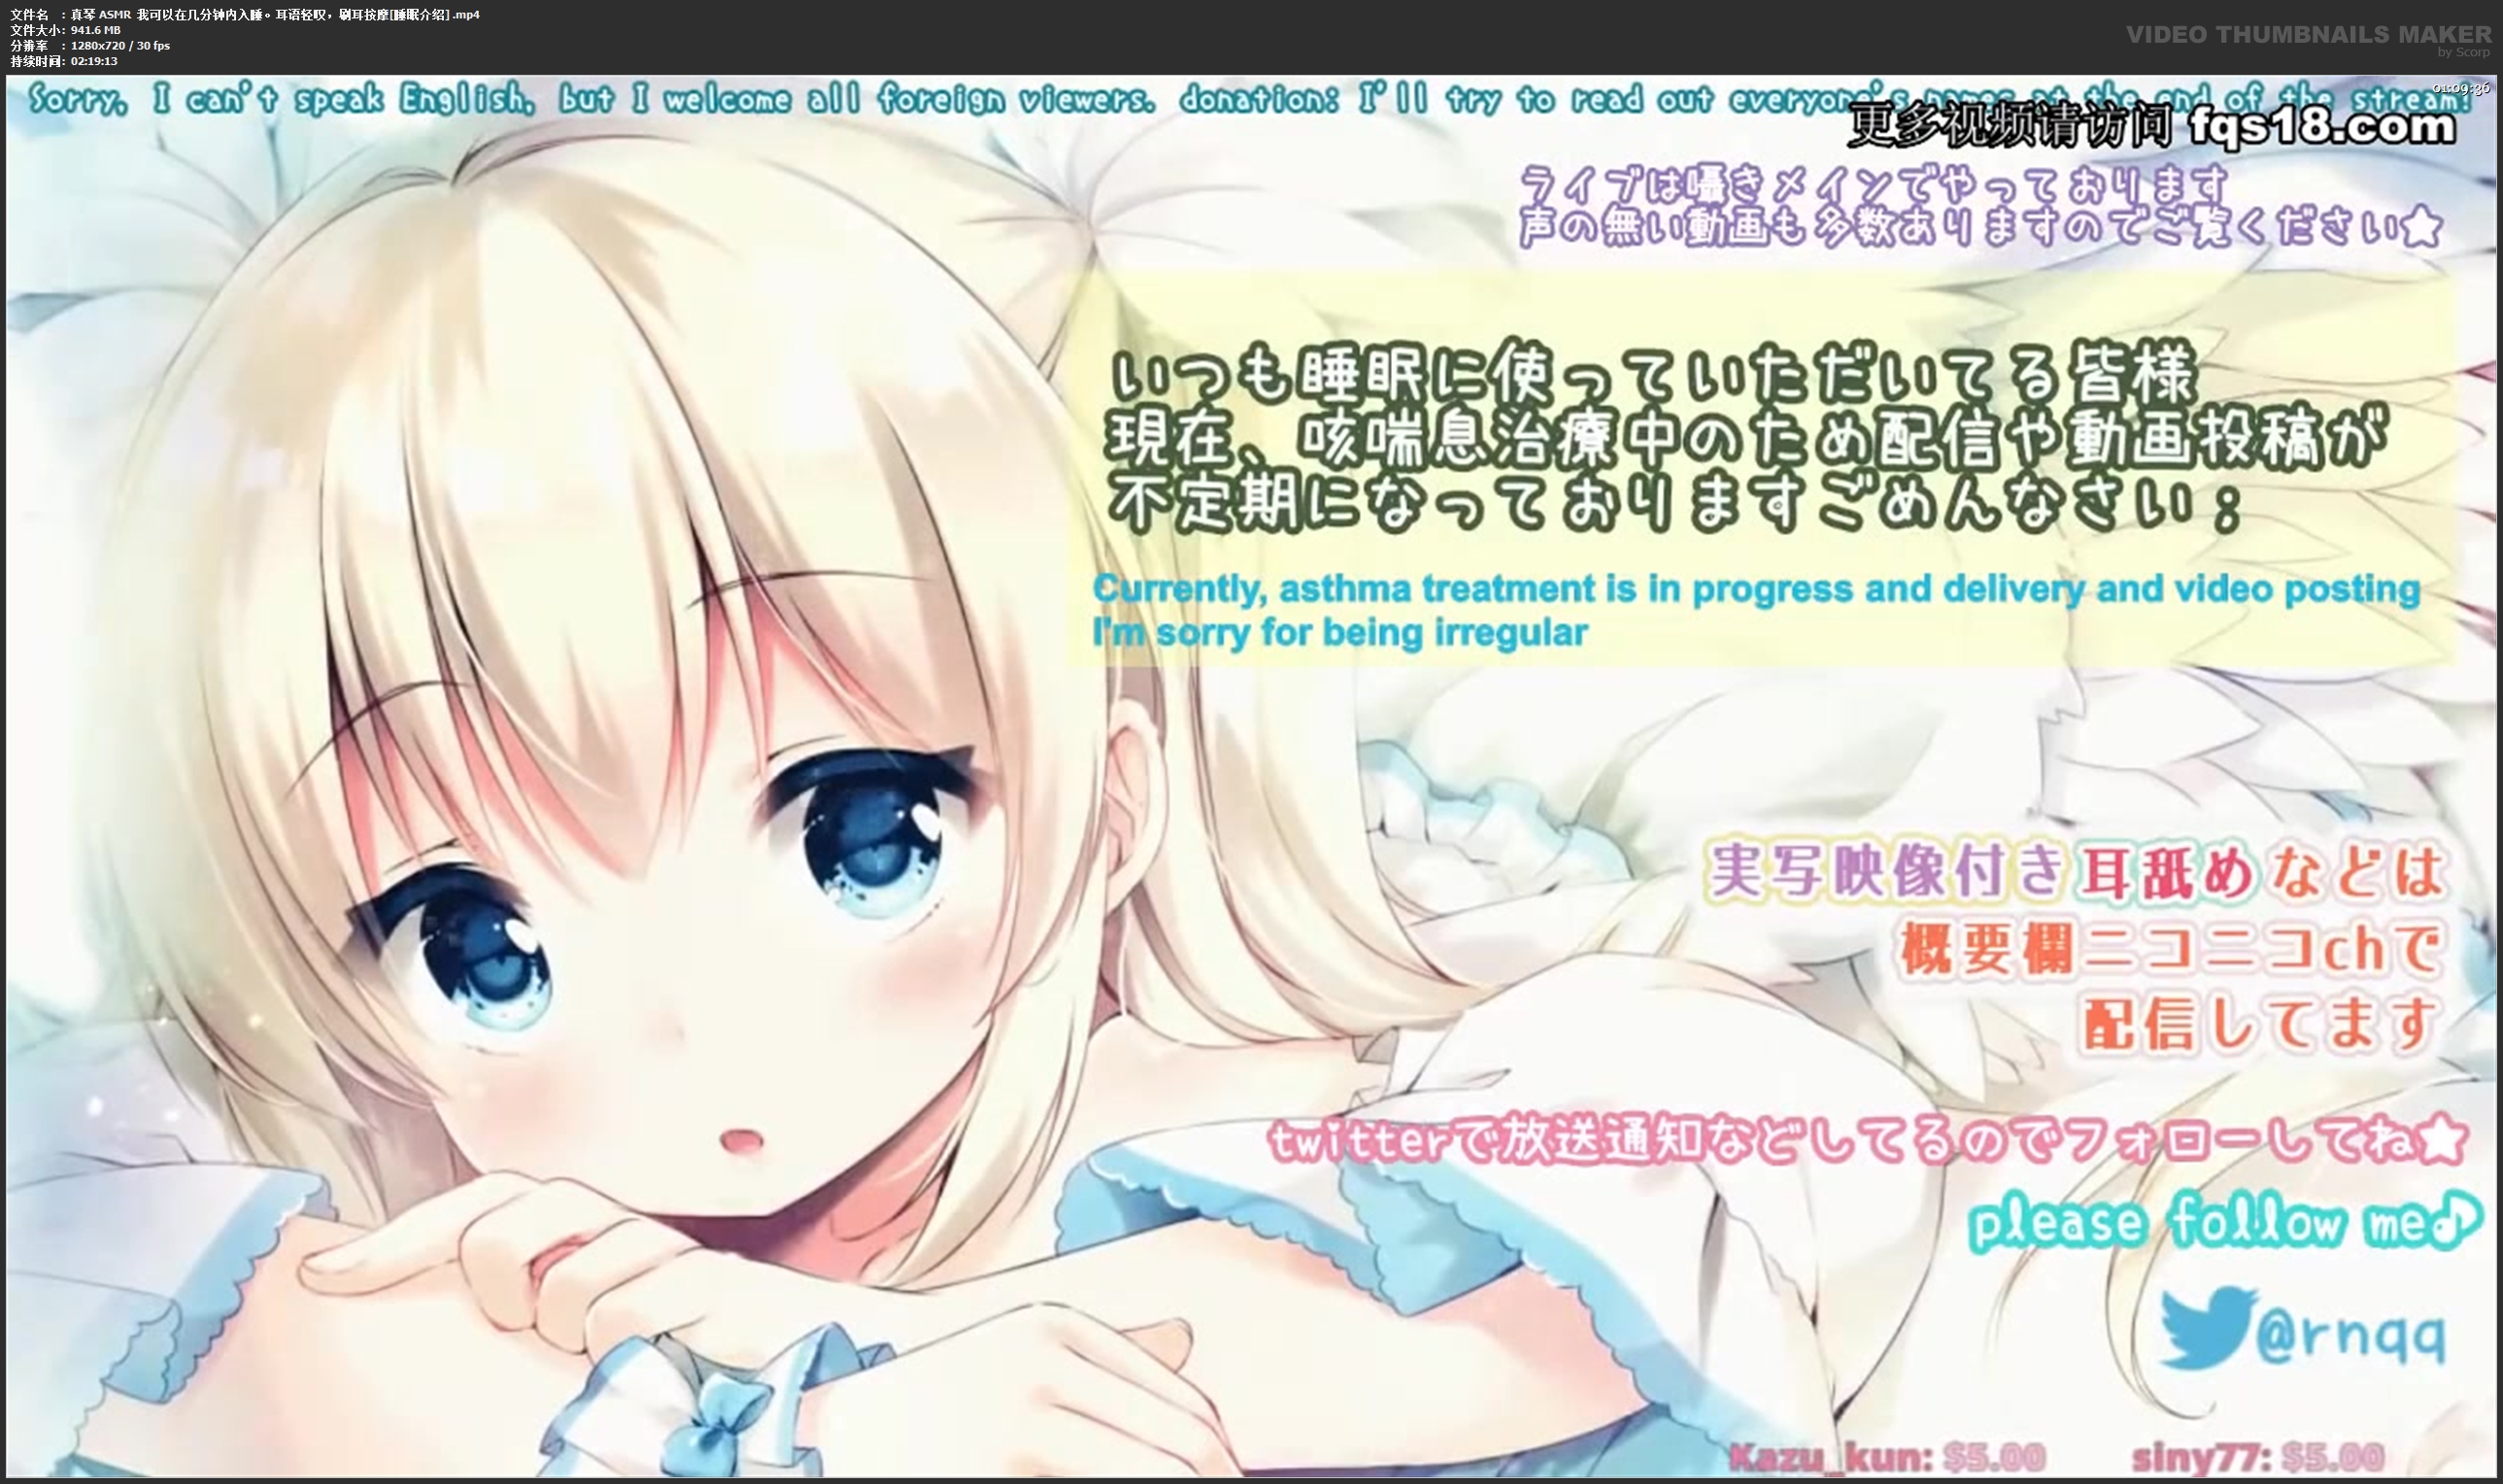 文件名 : 真琴 ASMR 我可以在几分钟内入睡。耳语轻叹，刷耳按摩[睡眠介绍].mp4
文件大小: 941.6 MB
分辨率 : 1280x720 / 30 fps
持续时间: 02:19:13
VIDEO THUMBNAILS MAKER
by Scorp
Sorry, I can't speak English, but I welcome all foreign viewers. donation: I'll try to read out everyone's names at the end of the stream!
01:09:36
更多视频请访问 fqs18.com
ライブは囁きメインでやっております
声の無い動画も多数ありますのでご覧ください★
いつも睡眠に使っていただいてる皆様
現在、咳喘息治療中のため配信や動画投稿が
不定期になっておりますごめんなさい；
Currently, asthma treatment is in progress and delivery and video posting
I'm sorry for being irregular
実写映像付き耳舐めなどは
概要欄ニコニコchで
配信してます
twitterで放送通知などしてるのでフォローしてね★
please follow me♪
@rnqq
Kazu_kun: $5.00 siny77: $5.00